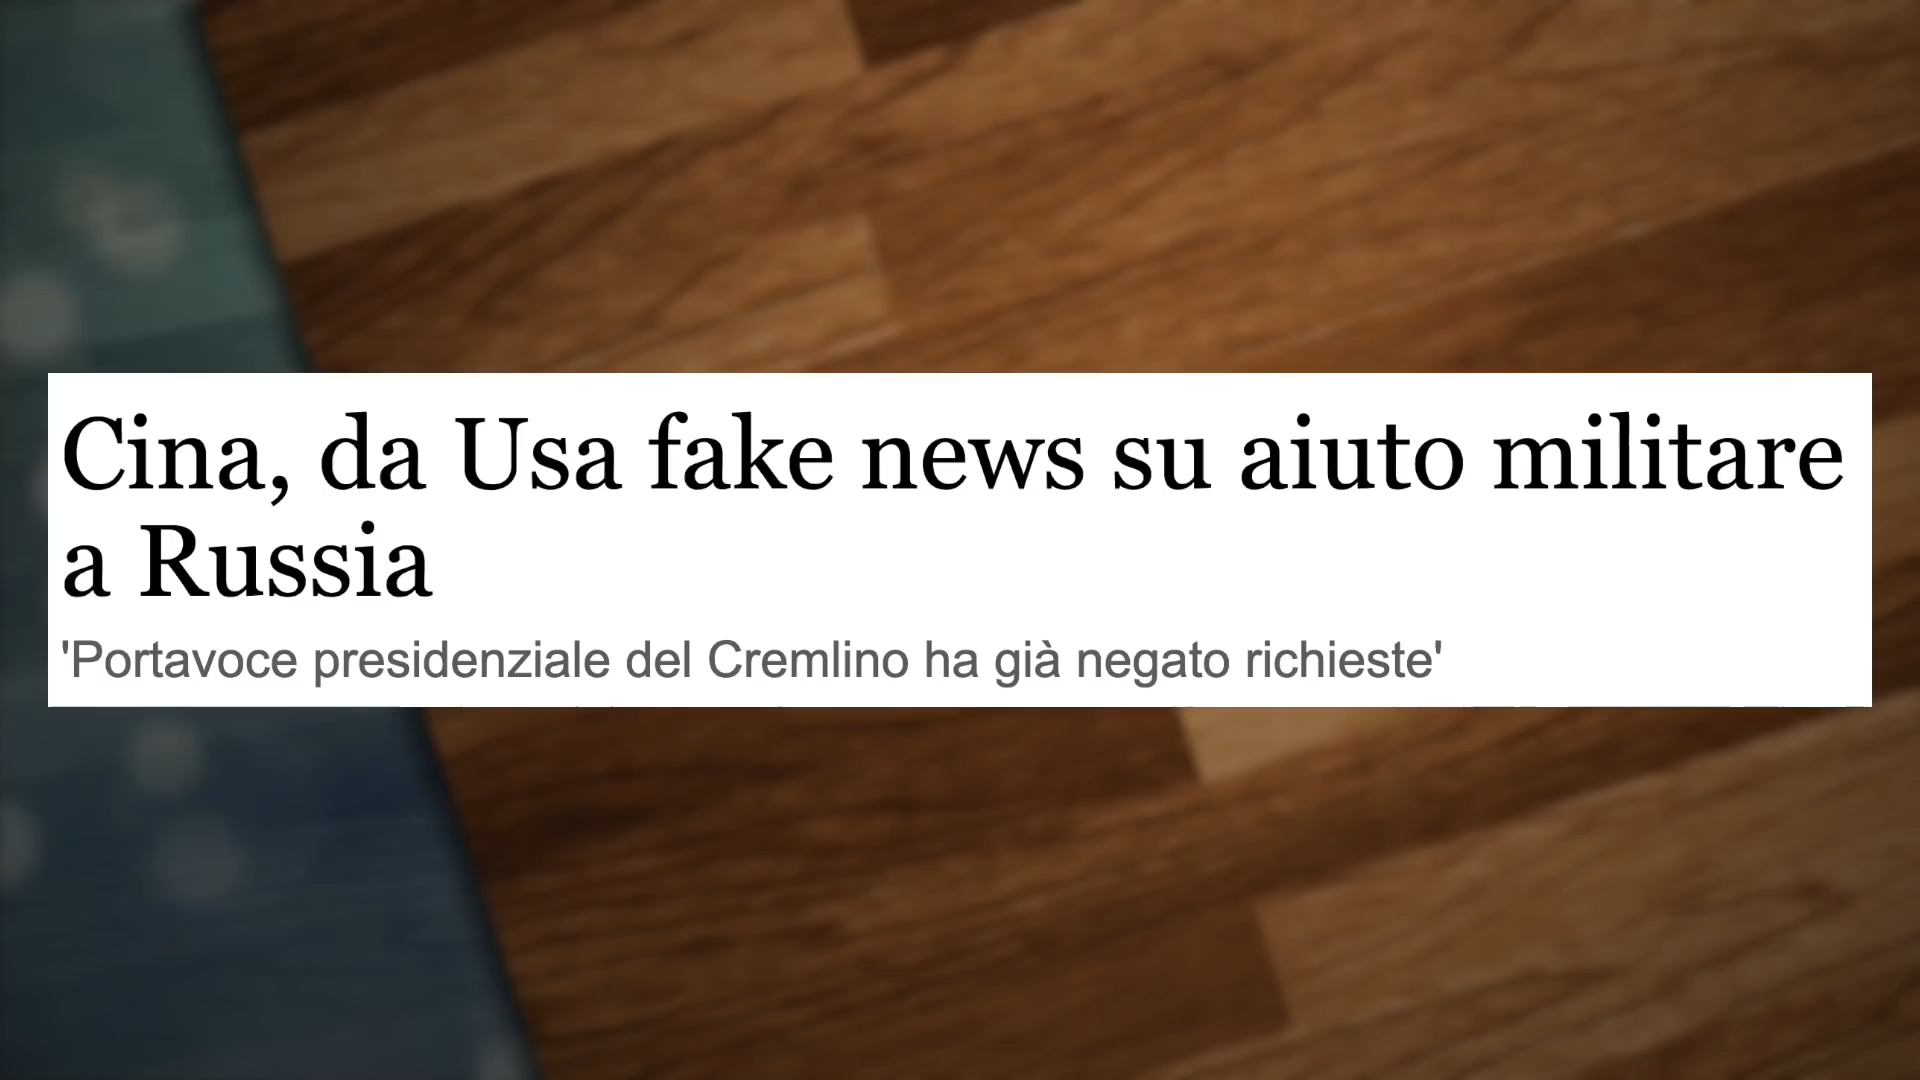 Cina, da Usa fake news su aiuto militare
a Russia
'Portavoce presidenziale del Cremlino ha già negato richieste'